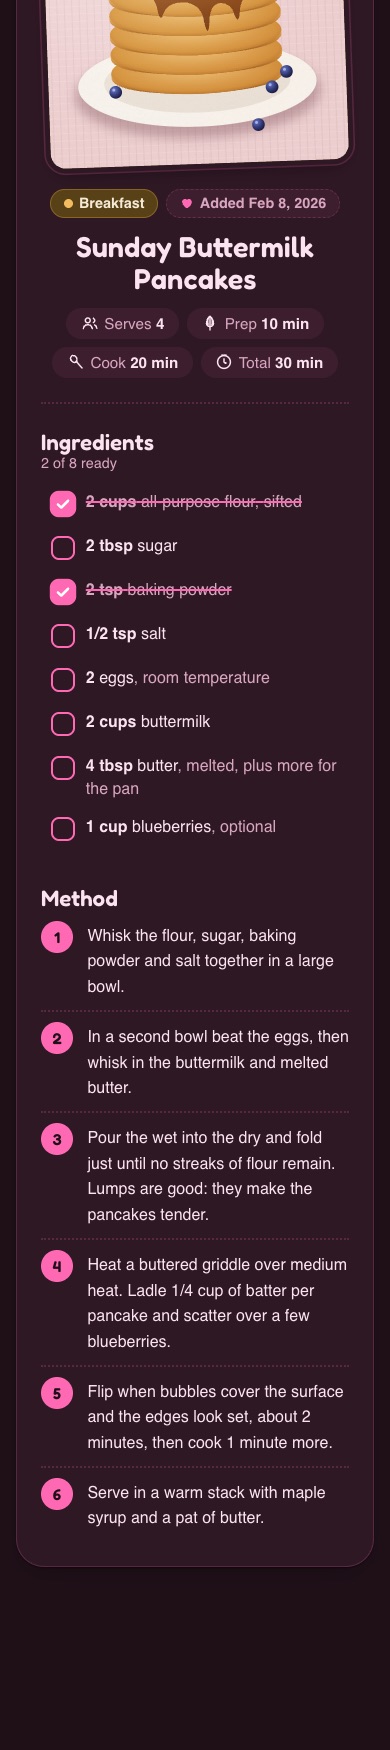 Breakfast
Added Feb 8, 2026
Sunday Buttermilk
Pancakes
Serves 4
Prep 10 min
Cook 20 min
Total 30 min
Ingredients
2 of 8 ready
2 cups all-purpose flour, sifted
2 tbsp sugar
2 tsp baking powder
1/2 tsp salt
2 eggs, room temperature
2 cups buttermilk
4 tbsp butter, melted, plus more for
the pan
1 cup blueberries, optional
Method
1
Whisk the flour, sugar, baking
powder and salt together in a large
bowl.
2
In a second bowl beat the eggs, then
whisk in the buttermilk and melted
butter.
3
Pour the wet into the dry and fold
just until no streaks of flour remain.
Lumps are good: they make the
pancakes tender.
4
Heat a buttered griddle over medium
heat. Ladle 1/4 cup of batter per
pancake and scatter over a few
blueberries.
5
Flip when bubbles cover the surface
and the edges look set, about 2
minutes, then cook 1 minute more.
6
Serve in a warm stack with maple
syrup and a pat of butter.